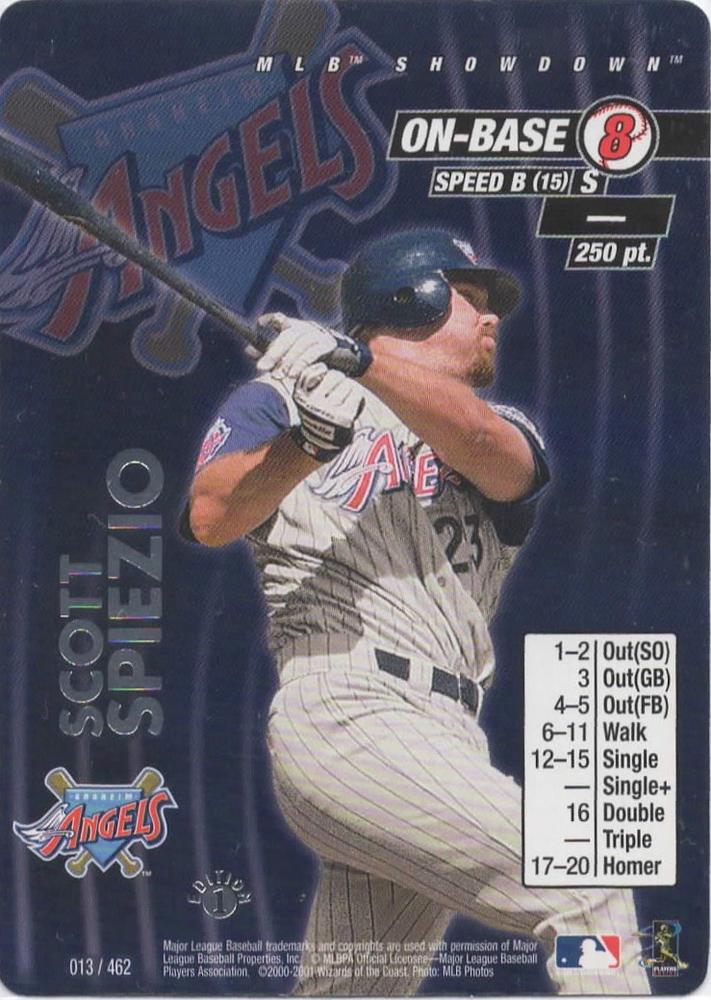 MLB™ SHOWDOWN™
ANAHEIM
ANGELS
ON-BASE 8
SPEED B (15) S
—
250 pt.
ANGELS
23
SCOTT
SPIEZIO
1–2 Out(SO)
3 Out(GB)
4–5 Out(FB)
6–11 Walk
12–15 Single
— Single+
16 Double
— Triple
17–20 Homer
ANAHEIM
ANGELS™
EDITION
1
013 / 462
Major League Baseball trademarks and copyrights are used with permission of Major
League Baseball Properties, Inc. © MLBPA Official Licensee—Major League Baseball
Players Association. ©2000-2001 Wizards of the Coast. Photo: MLB Photos
PLAYERS